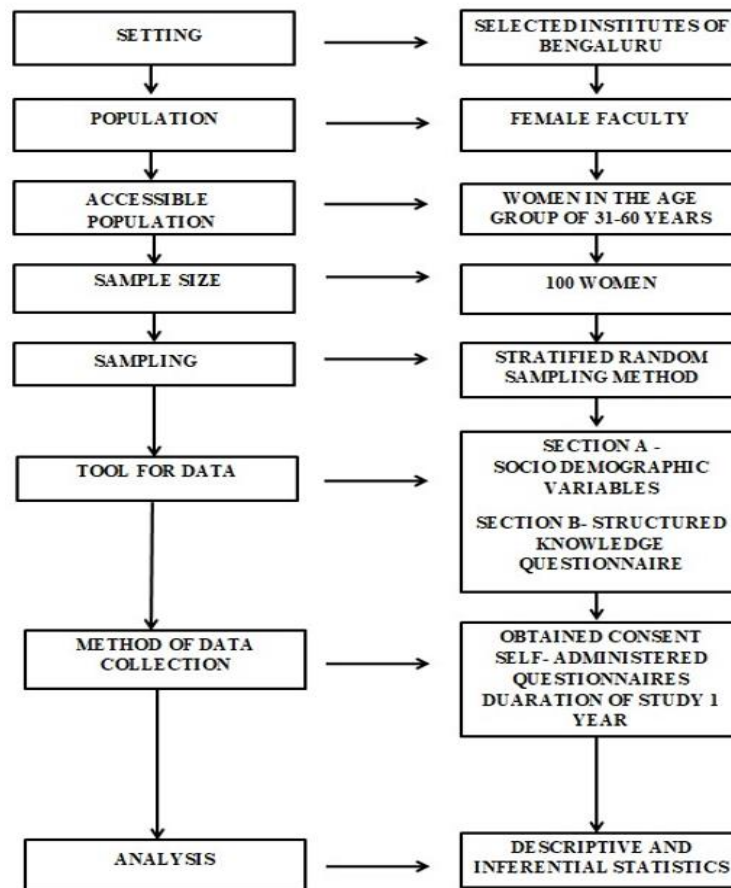 SETTING
SELECTED INSTITUTES OF
BENGALURU
POPULATION
FEMALE FACULTY
ACCESSIBLE
POPULATION
WOMEN IN THE AGE
GROUP OF 31-60 YEARS
SAMPLE SIZE
100 WOMEN
SAMPLING
STRATIFIED RANDOM
SAMPLING METHOD
TOOL FOR DATA
SECTION A -
SOCIO DEMOGRAPHIC
VARIABLES
SECTION B- STRUCTURED
KNOWLEDGE
QUESTIONNAIRE
METHOD OF DATA
COLLECTION
OBTAINED CONSENT
SELF- ADMINISTERED
QUESTIONNAIRES
DUARATION OF STUDY 1
YEAR
ANALYSIS
DESCRIPTIVE AND
INFERENTIAL STATISTICS